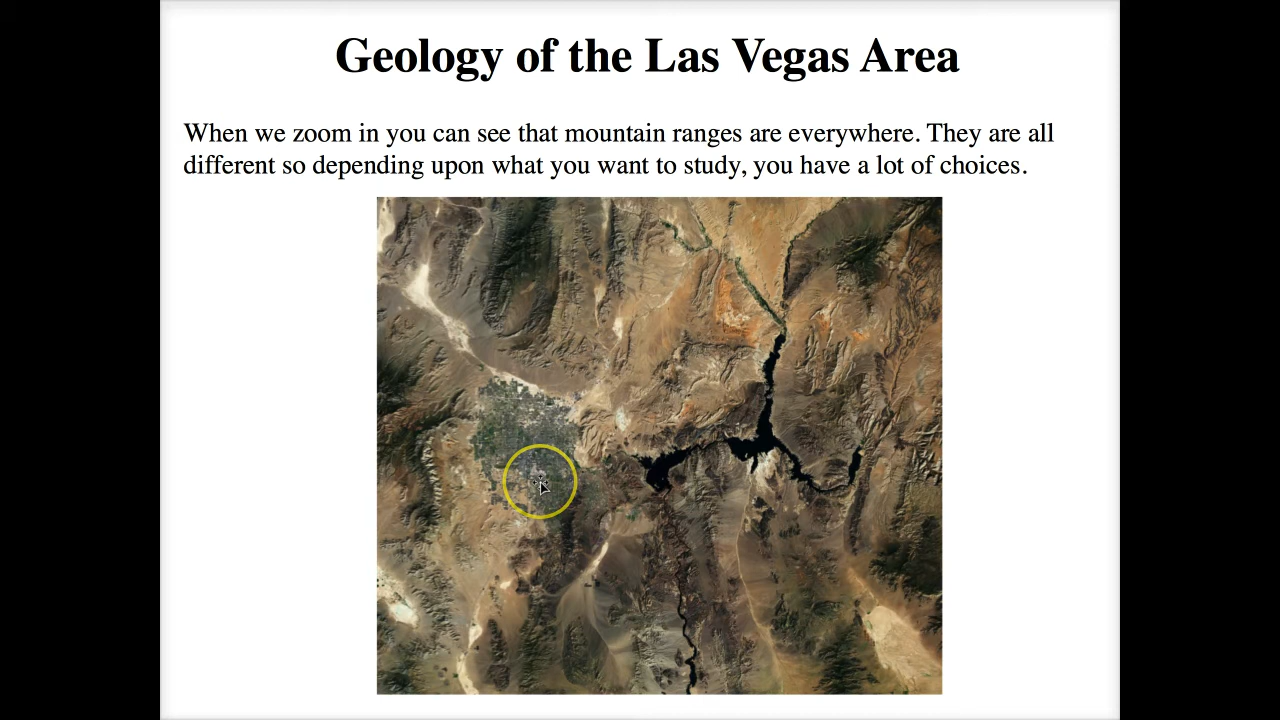 Geology of the Las Vegas Area
When we zoom in you can see that mountain ranges are everywhere. They are all
different so depending upon what you want to study, you have a lot of choices.